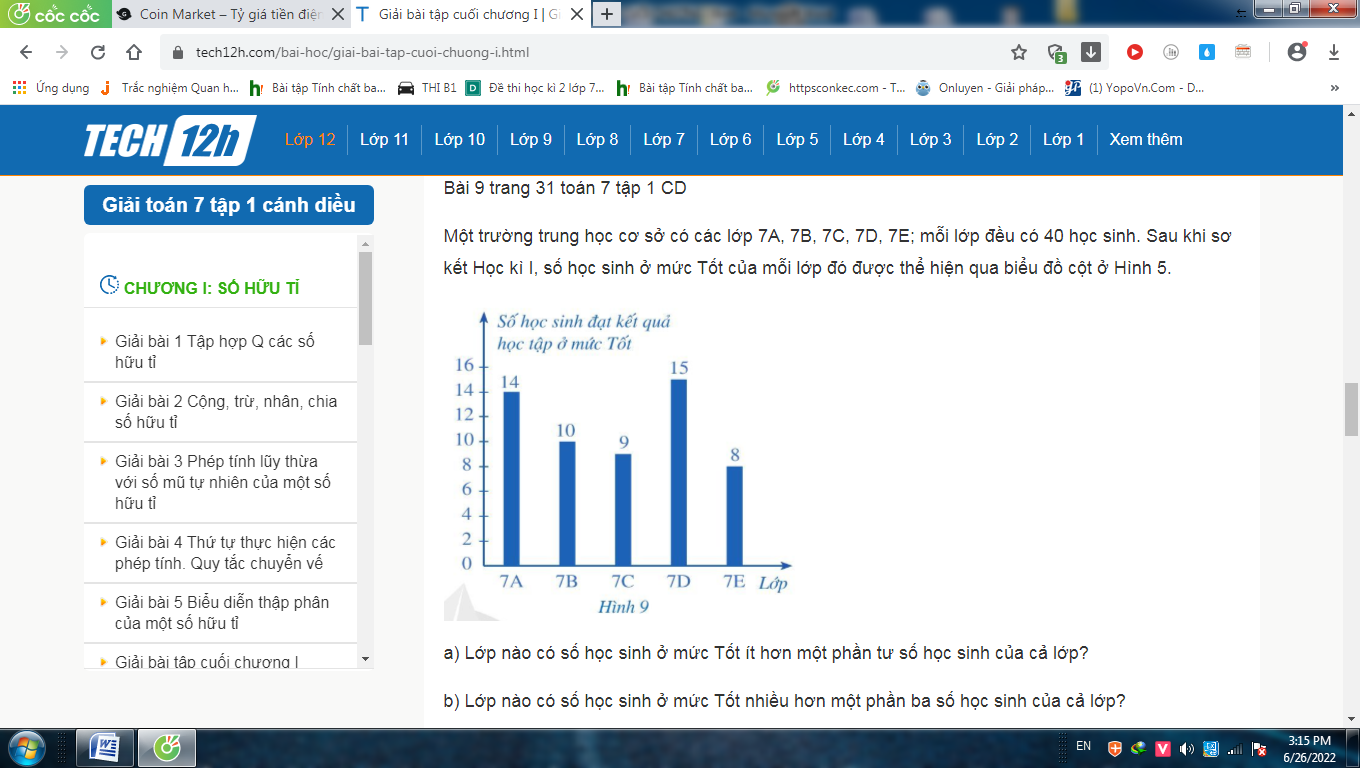 cốc cốc
Coin Market – Tỷ giá tiền điện
Giải bài tập cuối chương I | Gi
tech12h.com/bai-hoc/giai-bai-tap-cuoi-chuong-i.html
3
Ứng dụng
Trắc nghiệm Quan h...
Bài tập Tính chất ba...
THI B1
Đề thi học kì 2 lớp 7...
Bài tập Tính chất ba...
httpsconkec.com - T...
Onluyen - Giải pháp...
(1) YopoVn.Com - D...
»
TECH 12h
Lớp 12
Lớp 11
Lớp 10
Lớp 9
Lớp 8
Lớp 7
Lớp 6
Lớp 5
Lớp 4
Lớp 3
Lớp 2
Lớp 1
Xem thêm
Giải toán 7 tập 1 cánh diều
CHƯƠNG I: SỐ HỮU TỈ
Giải bài 1 Tập hợp Q các số
hữu tỉ
Giải bài 2 Cộng, trừ, nhân, chia
số hữu tỉ
Giải bài 3 Phép tính lũy thừa
với số mũ tự nhiên của một số
hữu tỉ
Giải bài 4 Thứ tự thực hiện các
phép tính. Quy tắc chuyển vế
Giải bài 5 Biểu diễn thập phân
của một số hữu tỉ
Giải bài tập cuối chương I
Bài 9 trang 31 toán 7 tập 1 CD
Một trường trung học cơ sở có các lớp 7A, 7B, 7C, 7D, 7E; mỗi lớp đều có 40 học sinh. Sau khi sơ
kết Học kì I, số học sinh ở mức Tốt của mỗi lớp đó được thể hiện qua biểu đồ cột ở Hình 5.
Số học sinh đạt kết quả
học tập ở mức Tốt
16
14
12
10
8
6
4
2
0
14
10
9
15
8
7A
7B
7C
7D
7E
Lớp
Hình 9
a) Lớp nào có số học sinh ở mức Tốt ít hơn một phần tư số học sinh của cả lớp?
b) Lớp nào có số học sinh ở mức Tốt nhiều hơn một phần ba số học sinh của cả lớp?
EN
3:15 PM
6/26/2022